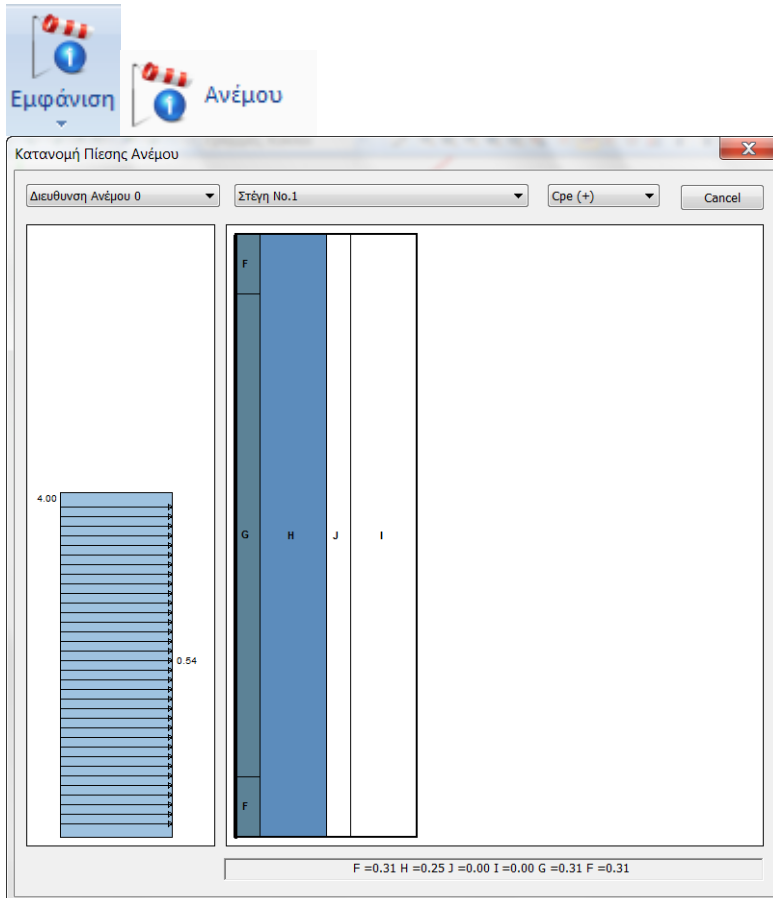 Εμφάνιση
Ανέμου
Κατανομή Πίεσης Ανέμου
Διευθυνση Ανέμου 0
Στέγη No.1
Cpe (+)
Cancel
F
4.00
G H J I
0.54
F
F =0.31 H =0.25 J =0.00 I =0.00 G =0.31 F =0.31